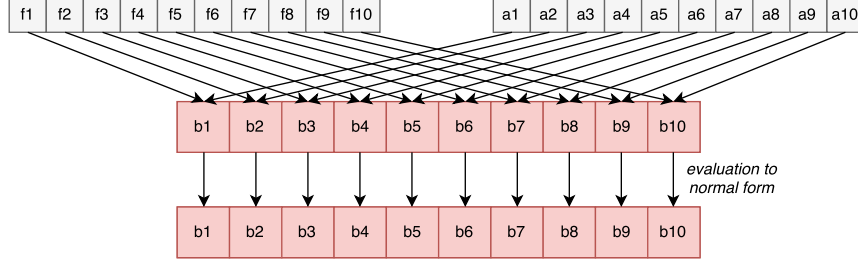 f1 f2 f3 f4 f5 f6 f7 f8 f9 f10 a1 a2 a3 a4 a5 a6 a7 a8 a9 a10
b1 b2 b3 b4 b5 b6 b7 b8 b9 b10
evaluation to
normal form
b1 b2 b3 b4 b5 b6 b7 b8 b9 b10